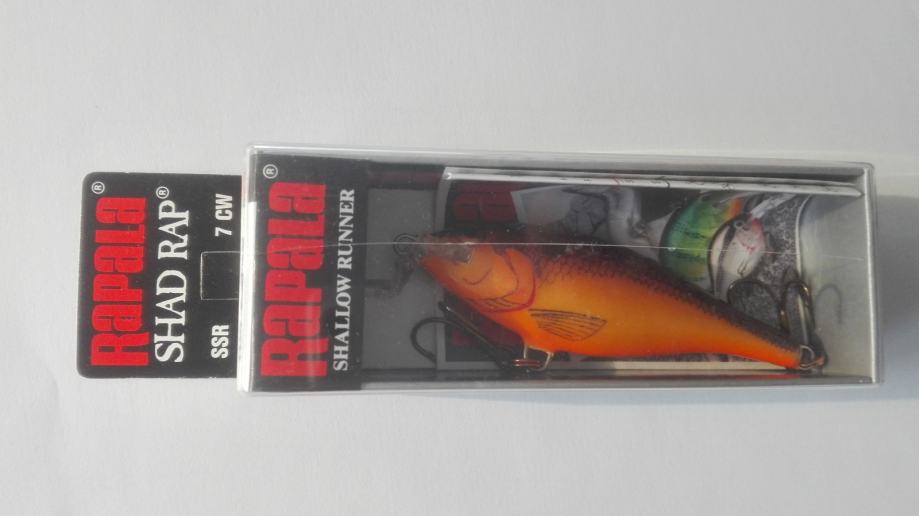 RAPALA®
SHAD RAP®
SSR 7 CW
RAPALA®
SHALLOW RUNNER